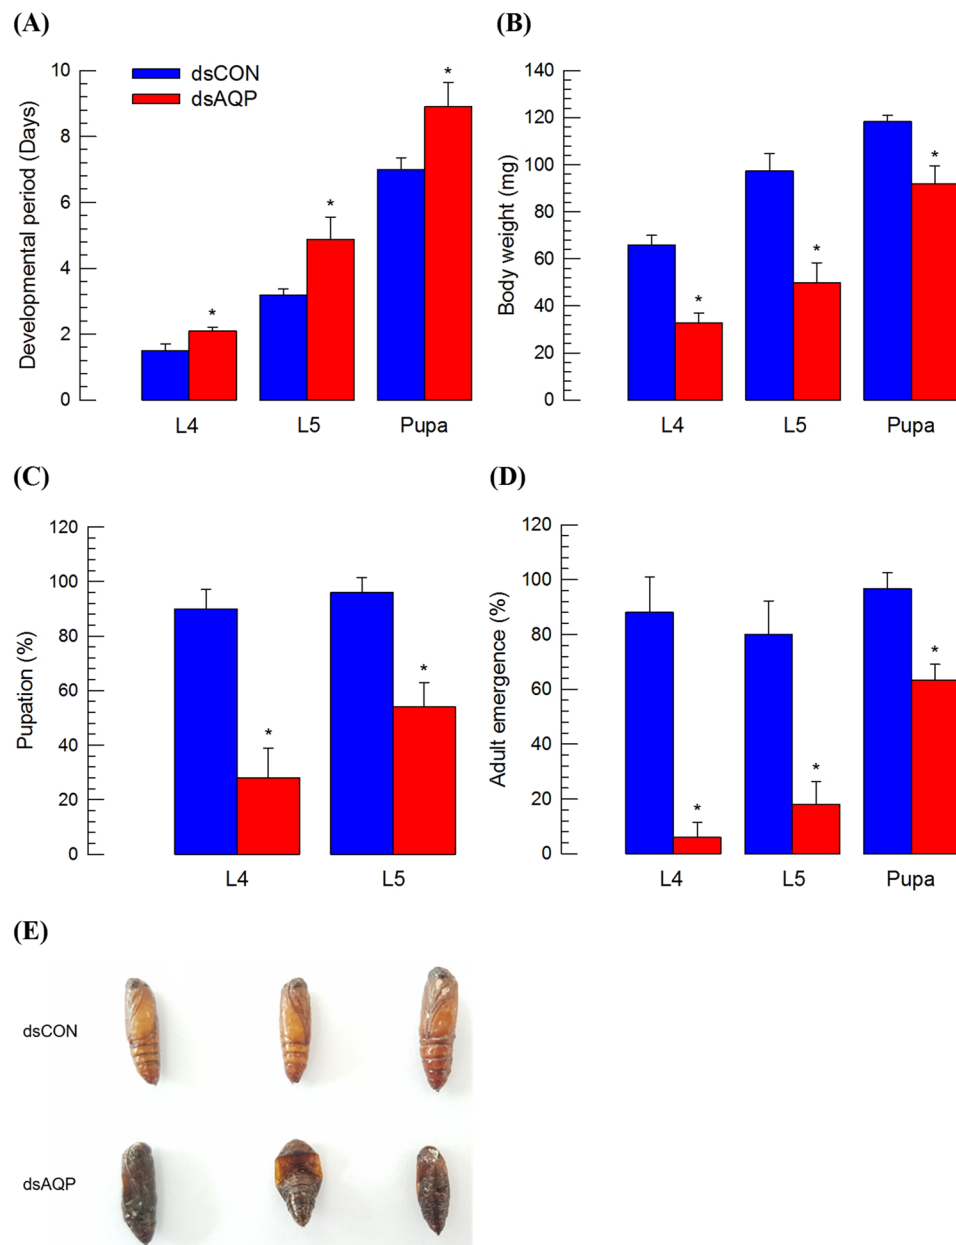 (A)
Developmental period (Days)
10
8
6
4
2
0
dsCON
dsAQP
*
*
*
L4
L5
Pupa
(B)
Body weight (mg)
140
120
100
80
60
40
20
0
*
*
*
L4
L5
Pupa
(C)
Pupation (%)
120
100
80
60
40
20
0
*
*
L4
L5
(D)
Adult emergence (%)
120
100
80
60
40
20
0
*
*
*
L4
L5
Pupa
(E)
dsCON
dsAQP